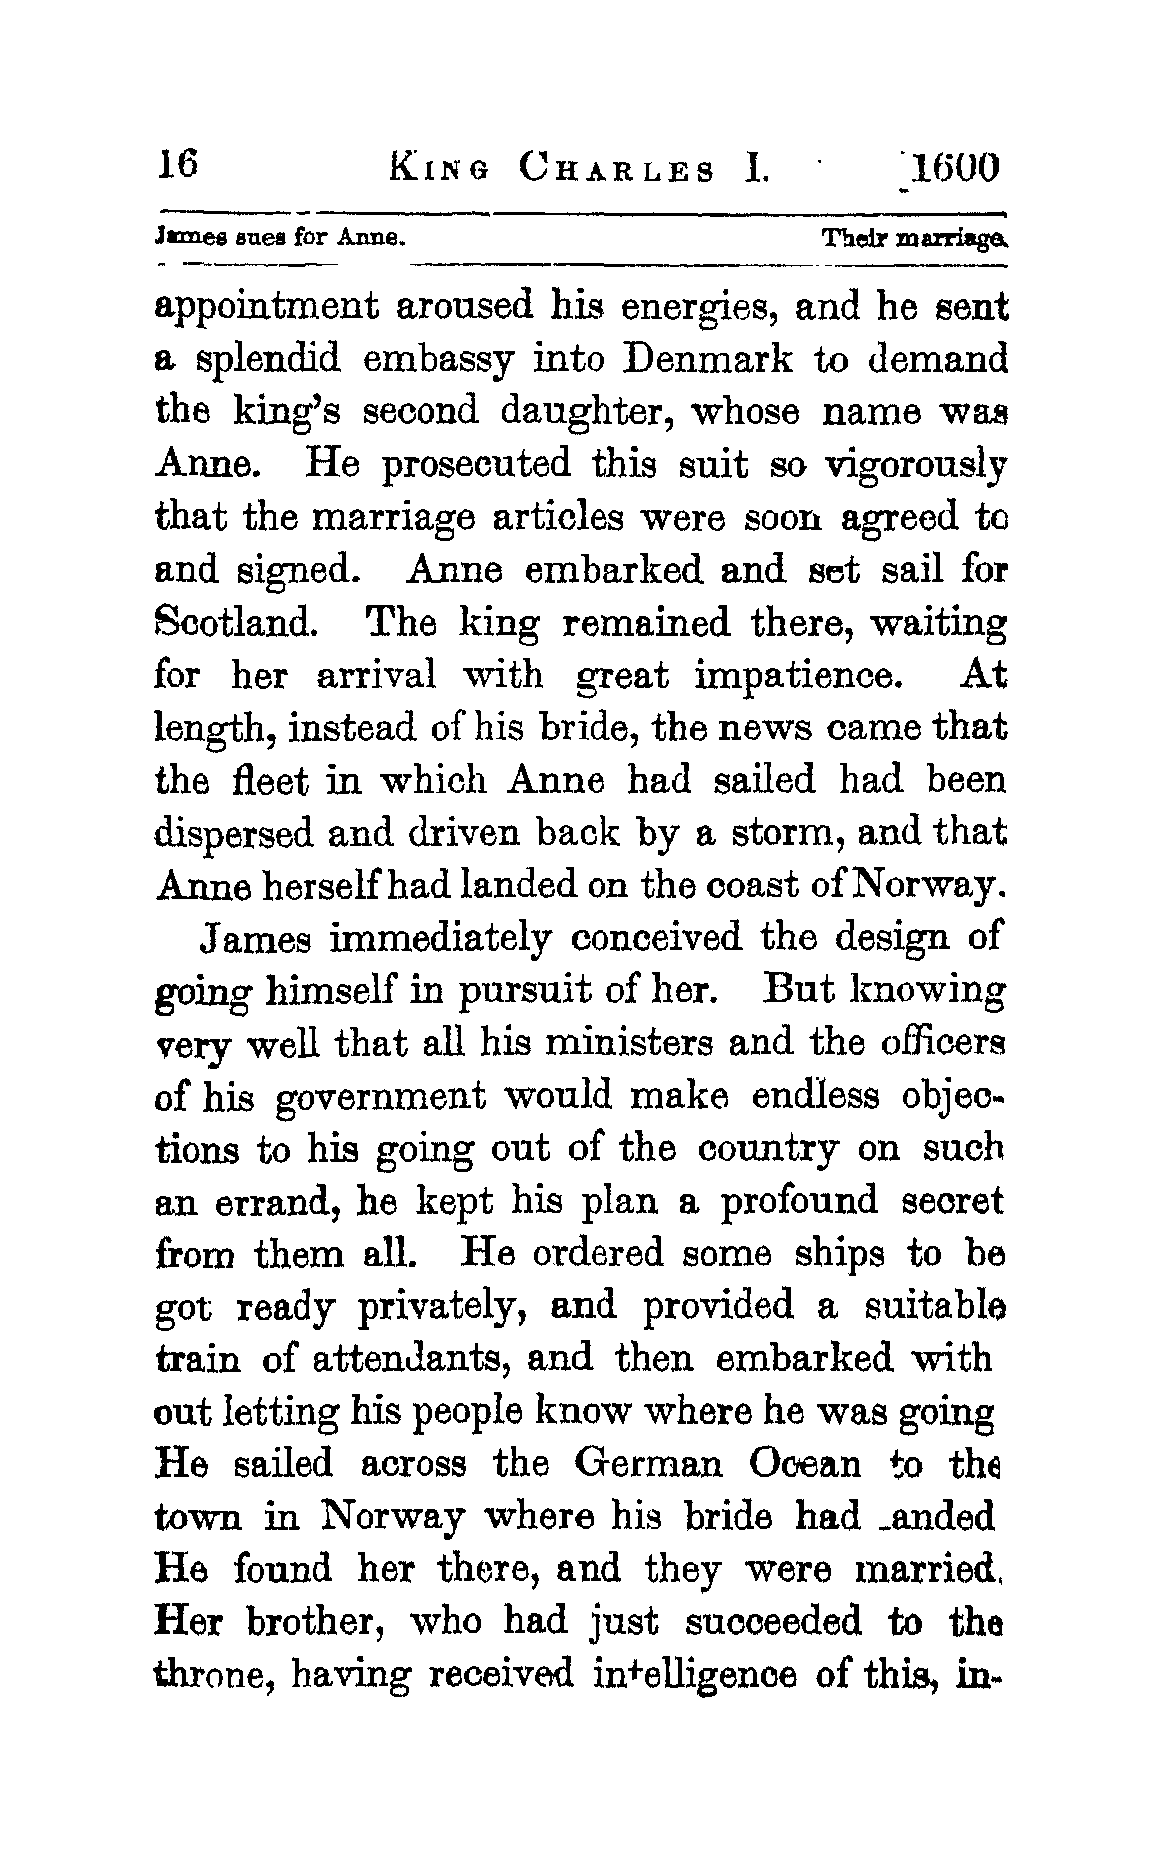 16 King Charles I. 1600
James sues for Anne. Their marriage.
appointment aroused his energies, and he sent
a splendid embassy into Denmark to demand
the king's second daughter, whose name was
Anne. He prosecuted this suit so vigorously
that the marriage articles were soon agreed to
and signed. Anne embarked and set sail for
Scotland. The king remained there, waiting
for her arrival with great impatience. At
length, instead of his bride, the news came that
the fleet in which Anne had sailed had been
dispersed and driven back by a storm, and that
Anne herself had landed on the coast of Norway.
James immediately conceived the design of
going himself in pursuit of her. But knowing
very well that all his ministers and the officers
of his government would make endless objec-
tions to his going out of the country on such
an errand, he kept his plan a profound secret
from them all. He ordered some ships to be
got ready privately, and provided a suitable
train of attendants, and then embarked with
out letting his people know where he was going
He sailed across the German Ocean to the
town in Norway where his bride had landed
He found her there, and they were married.
Her brother, who had just succeeded to the
throne, having received intelligence of this, in-